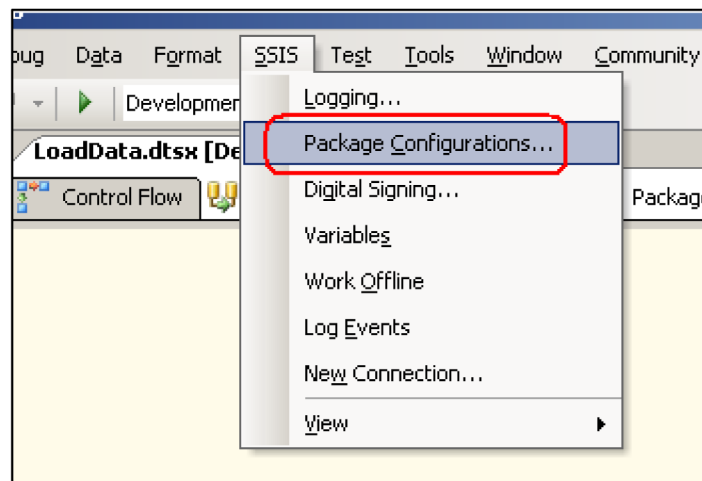 bug Data Format SSIS Test Tools Window Community
Developmen
Logging...
LoadData.dtsx [De
Package Configurations...
Control Flow
Package
Digital Signing...
Variables
Work Offline
Log Events
New Connection...
View